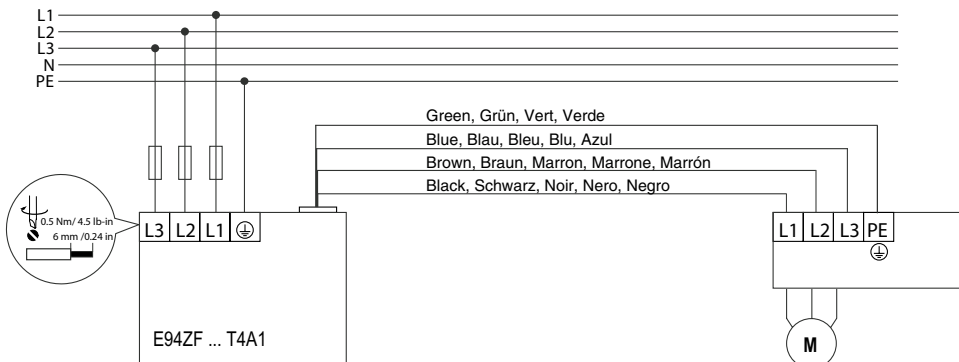 L1
L2
L3
N
PE
Green, Grün, Vert, Verde
Blue, Blau, Bleu, Blu, Azul
Brown, Braun, Marron, Marrone, Marrón
Black, Schwarz, Noir, Nero, Negro
0.5 Nm/ 4.5 lb-in
6 mm /0.24 in
L3 L2 L1
L1 L2 L3 PE
E94ZF ... T4A1
M